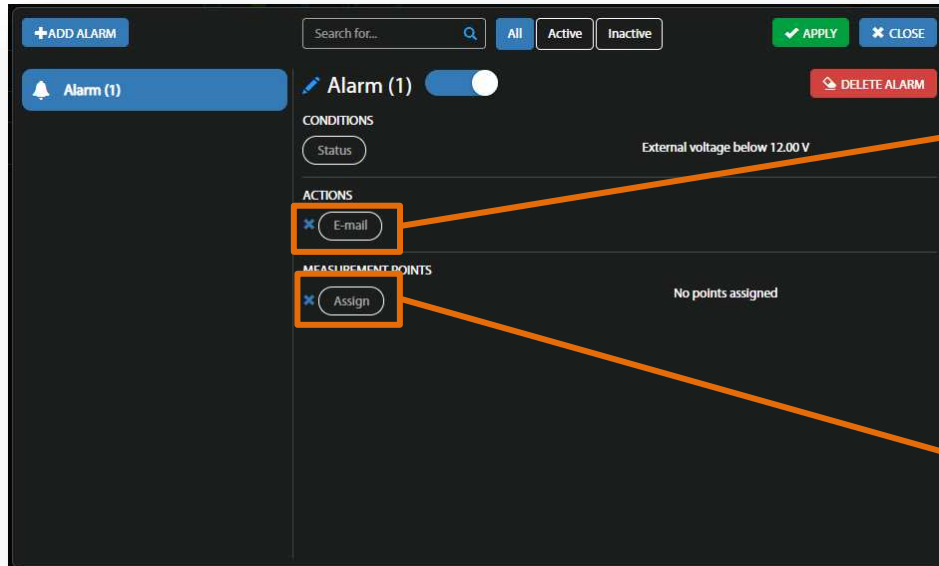 +ADD ALARM
Search for...
All
Active
Inactive
APPLY
CLOSE
Alarm (1)
Alarm (1)
DELETE ALARM
CONDITIONS
Status
External voltage below 12.00 V
ACTIONS
E-mail
MEASUREMENT POINTS
Assign
No points assigned